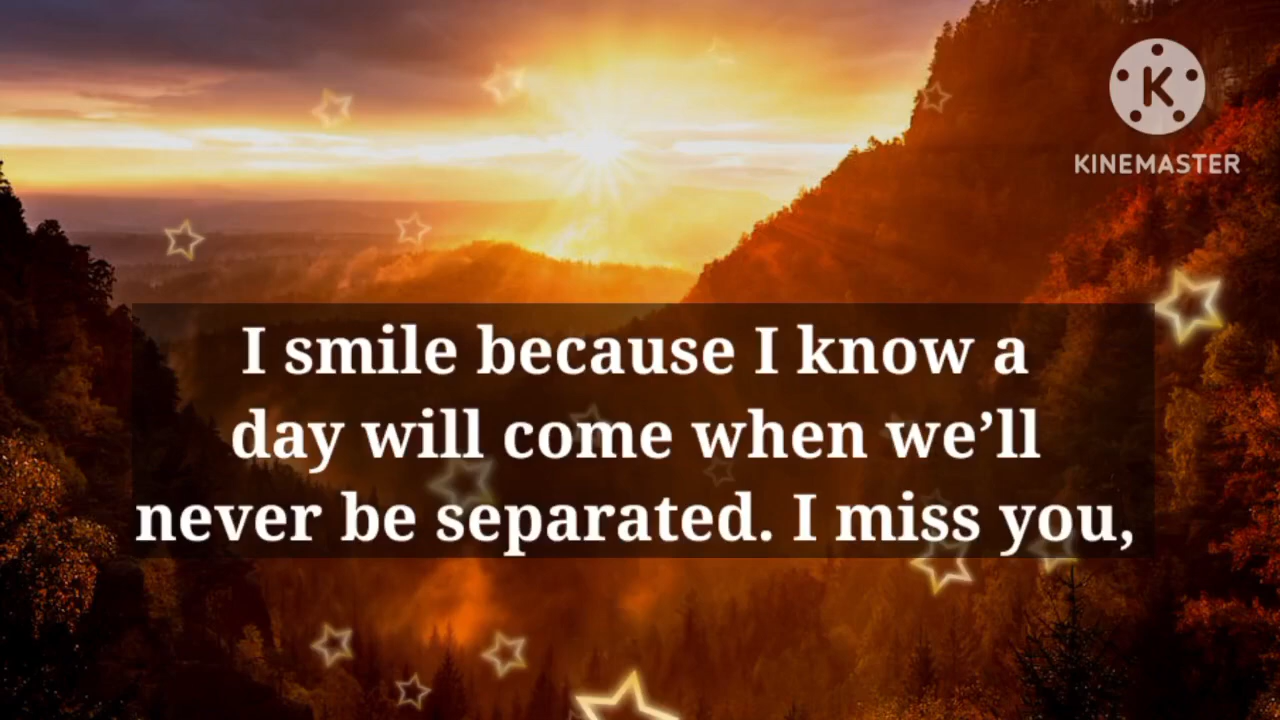 K
KINEMASTER
I smile because I know a
day will come when we’ll
never be separated. I miss you,